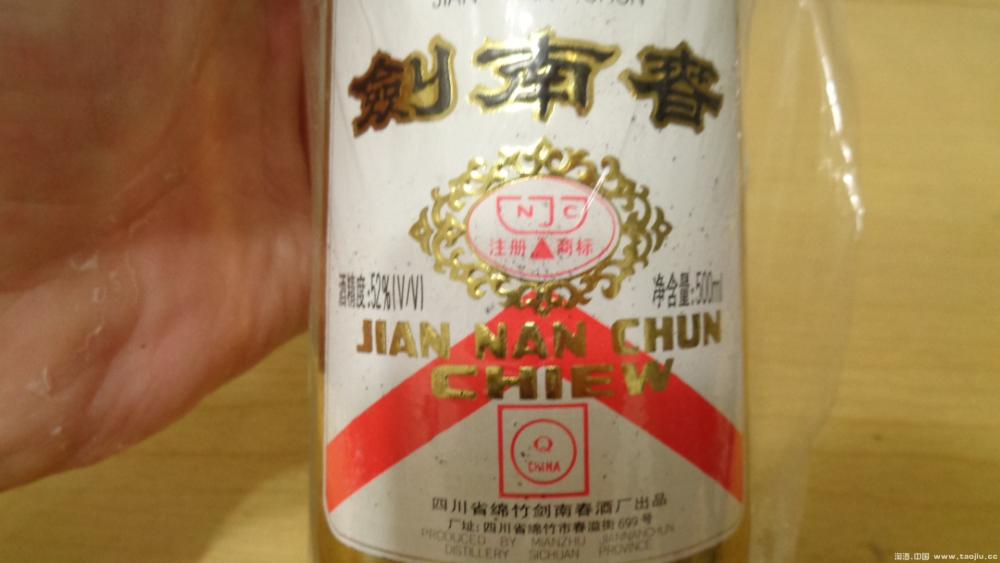 劍南春
NJC
注册▲商标
酒精度:52%(V/V) 净含量:500ml
JIAN NAN CHUN
CHIEW
Q
CHINA
四川省绵竹剑南春酒厂出品
厂址:四川省绵竹市春溢街699号
PRODUCED BY MIANZHU JIANNANCHUN
DISTILLERY SICHUAN PROVINCE
淘酒.中国 www.taojiu.cc